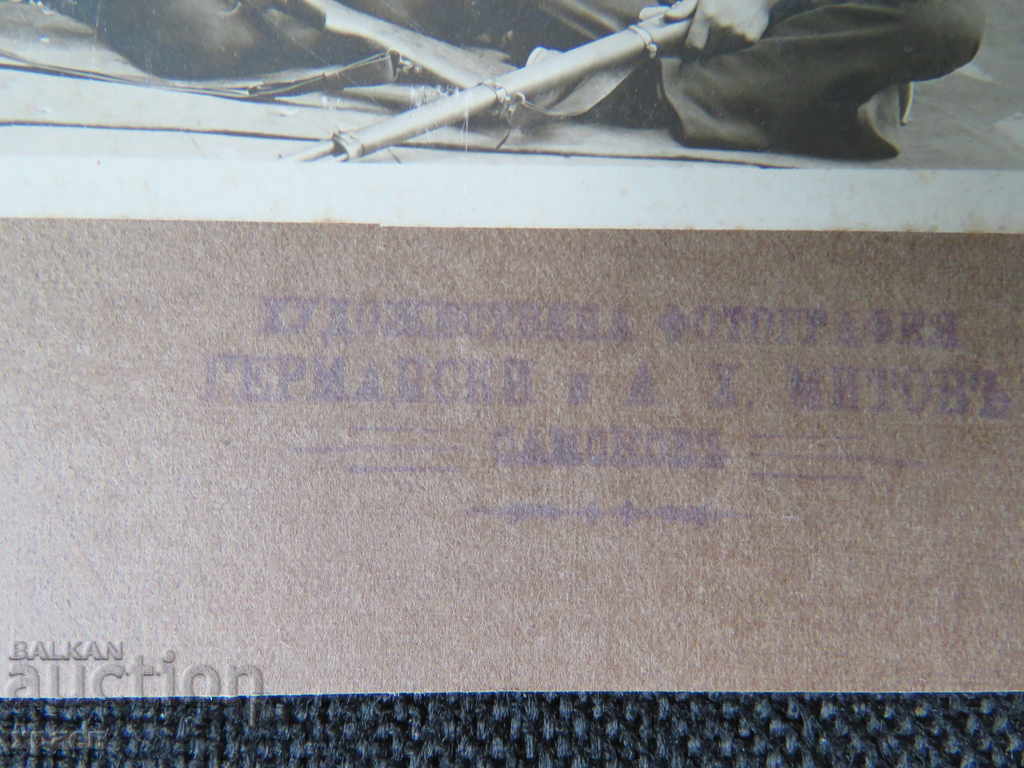 ХУДОЖЕСТВЕНА ФОТОГРАФИЯ
ГЕРМАНСКИ и А. Х. МИТОВЪ
САМОКОВЪ
BALKAN
auction